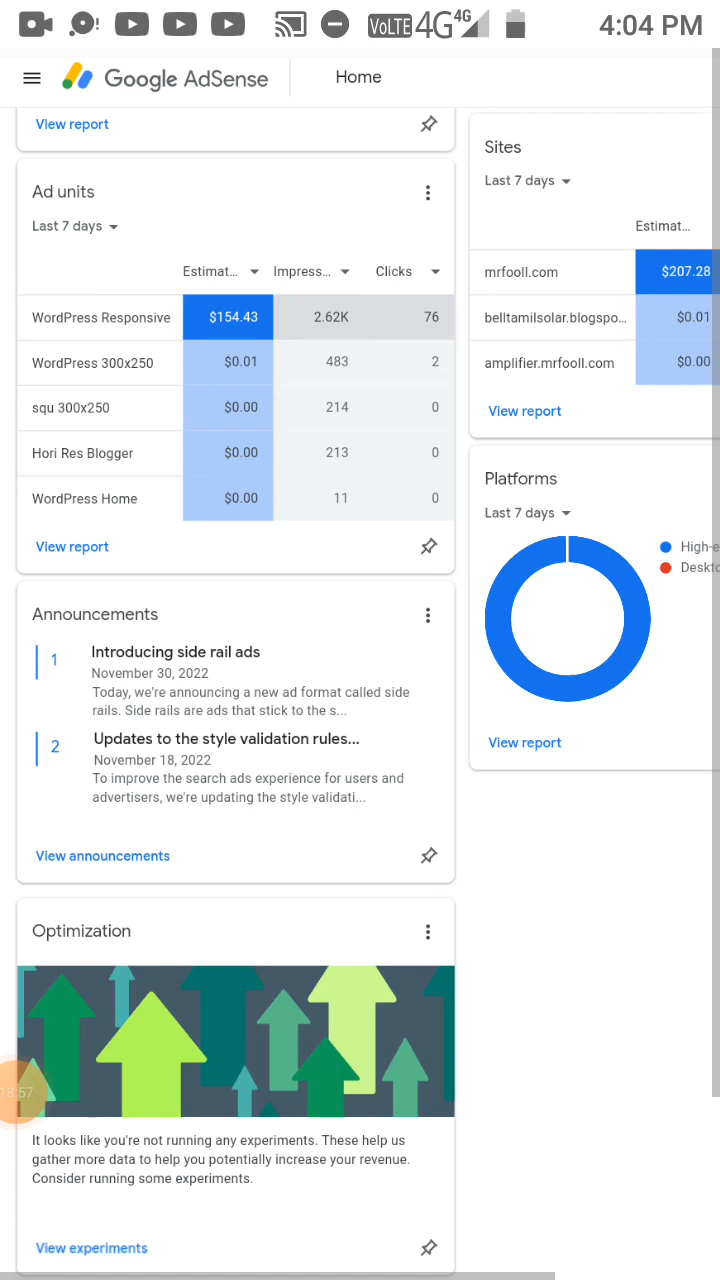 VoLTE 4G 4G 4:04 PM
Google AdSense Home
View report
Ad units
Last 7 days
Estimat... Impress... Clicks
WordPress Responsive $154.43 2.62K 76
WordPress 300x250 $0.01 483 2
squ 300x250 $0.00 214 0
Hori Res Blogger $0.00 213 0
WordPress Home $0.00 11 0
View report
Announcements
1 Introducing side rail ads
November 30, 2022
Today, we're announcing a new ad format called side
rails. Side rails are ads that stick to the s...
2 Updates to the style validation rules...
November 18, 2022
To improve the search ads experience for users and
advertisers, we're updating the style validati...
View announcements
Optimization
18:57
It looks like you're not running any experiments. These help us
gather more data to help you potentially increase your revenue.
Consider running some experiments.
View experiments
Sites
Last 7 days
Estimat...
mrfooll.com $207.28
belltamilsolar.blogspo... $0.01
amplifier.mrfooll.com $0.00
View report
Platforms
Last 7 days
High-e
Deskto
View report